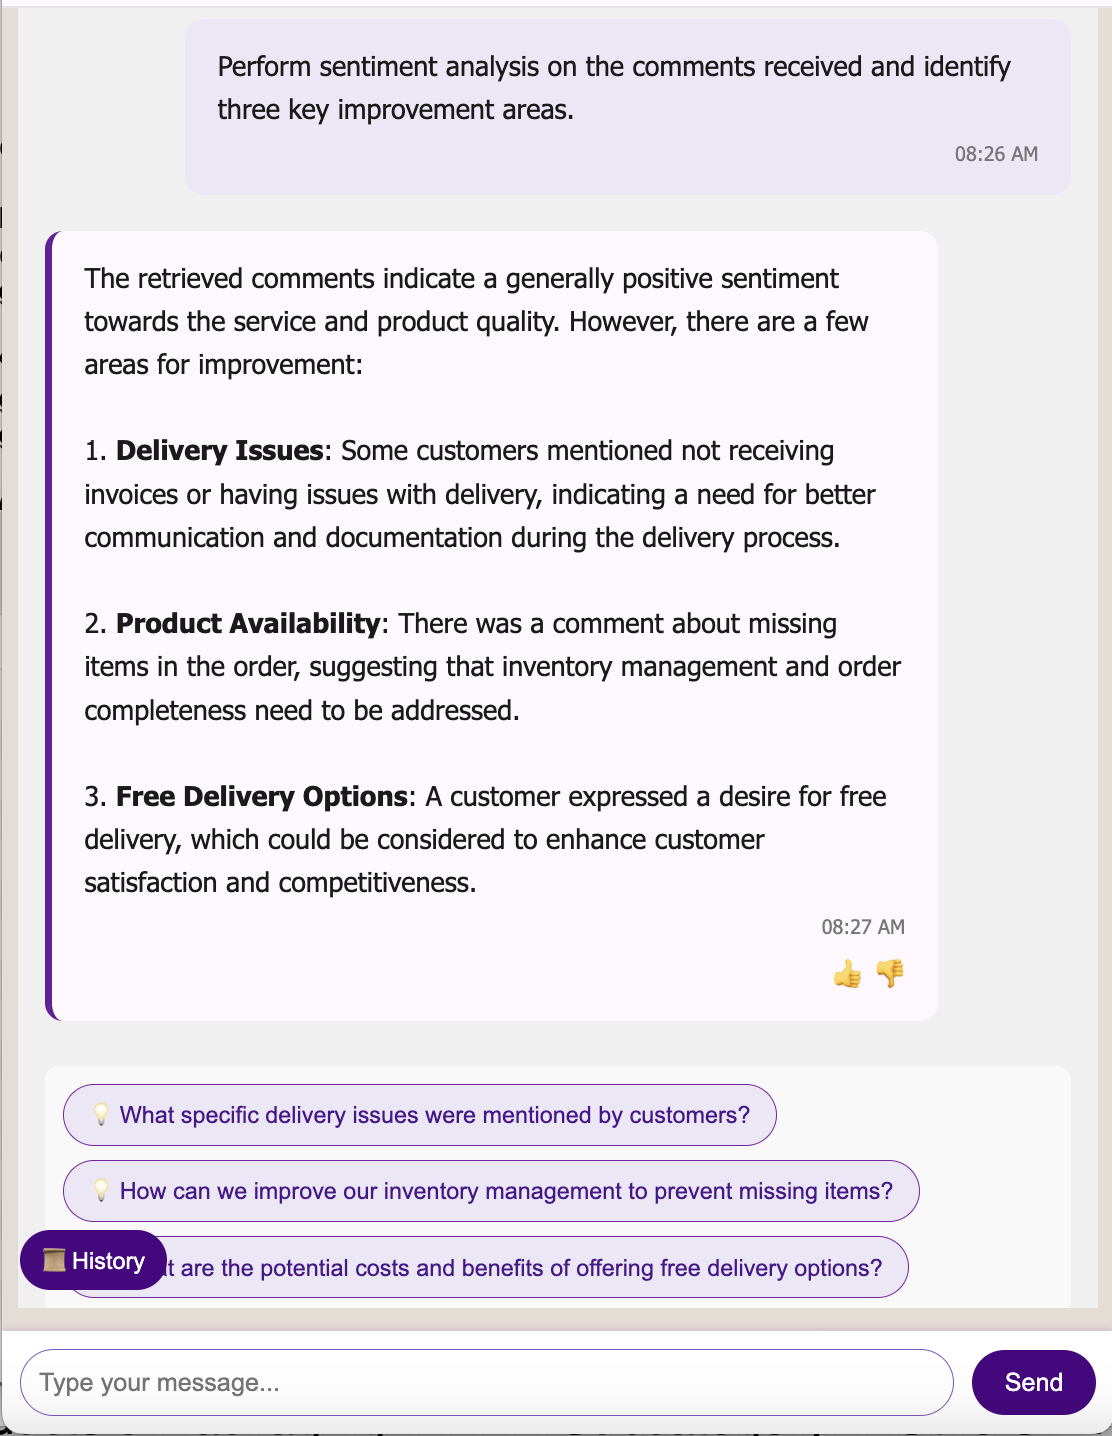 Perform sentiment analysis on the comments received and identify
three key improvement areas.
08:26 AM
The retrieved comments indicate a generally positive sentiment
towards the service and product quality. However, there are a few
areas for improvement:
1. Delivery Issues: Some customers mentioned not receiving
invoices or having issues with delivery, indicating a need for better
communication and documentation during the delivery process.
2. Product Availability: There was a comment about missing
items in the order, suggesting that inventory management and order
completeness need to be addressed.
3. Free Delivery Options: A customer expressed a desire for free
delivery, which could be considered to enhance customer
satisfaction and competitiveness.
08:27 AM
What specific delivery issues were mentioned by customers?
How can we improve our inventory management to prevent missing items?
History
are the potential costs and benefits of offering free delivery options?
Type your message...
Send